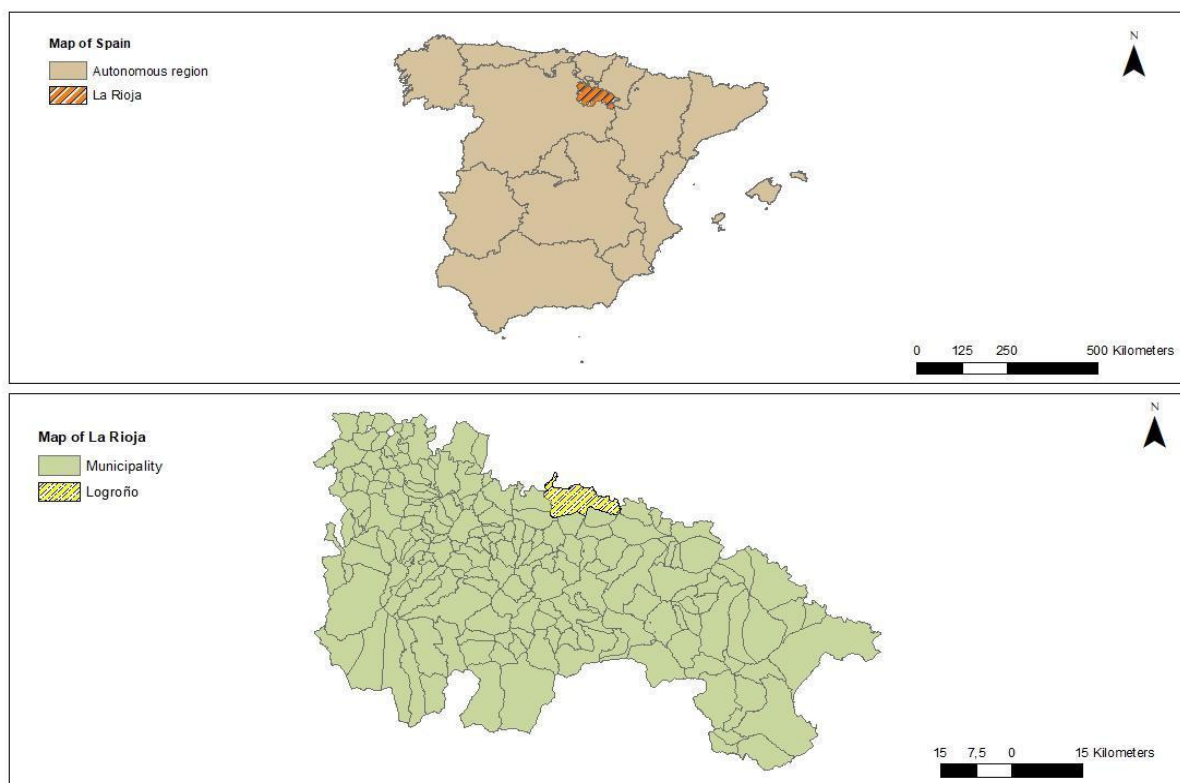 Map of Spain
Autonomous region
La Rioja
N
0 125 250 500 Kilometers
Map of La Rioja
Municipality
Logroño
N
15 7,5 0 15 Kilometers